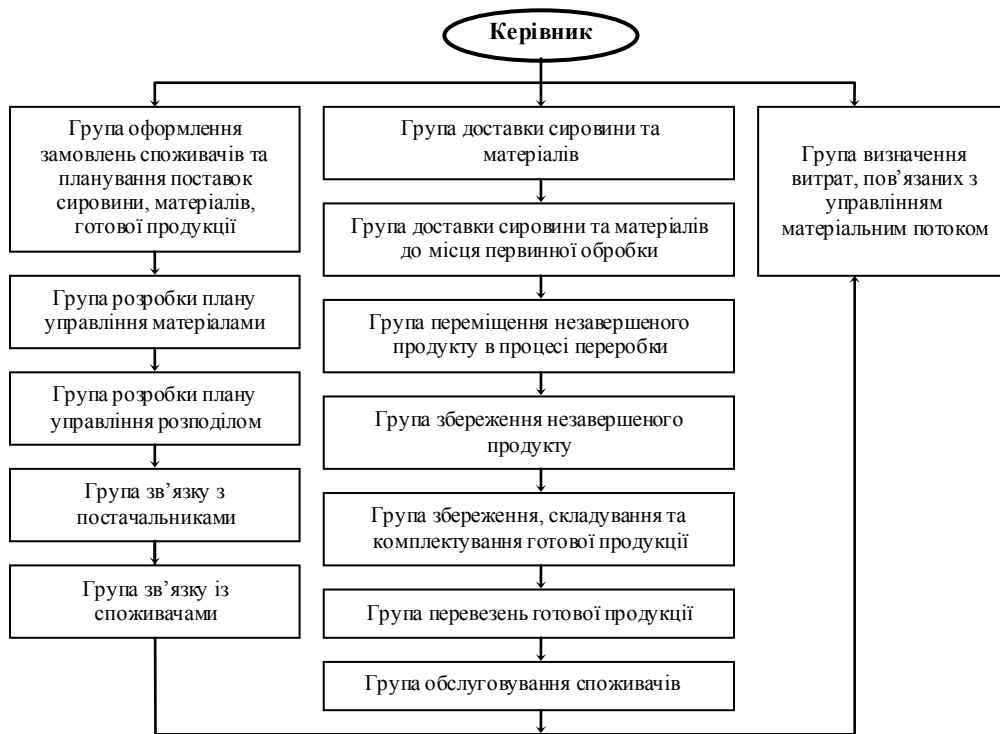 Керівник
Група оформлення
замовлень споживачів та
планування поставок
сировини, матеріалів,
готової продукції
Група розробки плану
управління матеріалами
Група розробки плану
управління розподілом
Група зв’язку з
постачальниками
Група зв’язку із
споживачами
Група доставки сировини та
матеріалів
Група доставки сировини та матеріалів
до місця первинної обробки
Група переміщення незавершеного
продукту в процесі переробки
Група збереження незавершеного
продукту
Група збереження, складування та
комплектування готової продукції
Група перевезень готової продукції
Група обслуговування споживачів
Група визначення
витрат, пов’язаних з
управлінням
матеріальним потоком